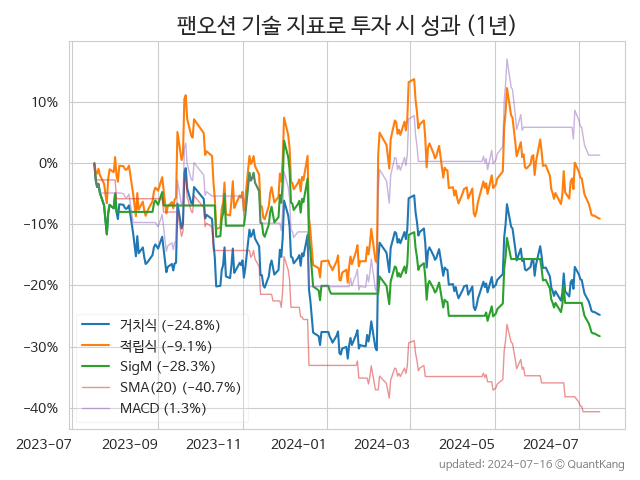 팬오션 기술 지표로 투자 시 성과 (1년)
10%
0%
−10%
−20%
−30%
−40%
거치식 (−24.8%)
적립식 (−9.1%)
SigM (−28.3%)
SMA(20) (−40.7%)
MACD (1.3%)
2023-07 2023-09 2023-11 2024-01 2024-03 2024-05 2024-07
updated: 2024-07-16 © QuantKang